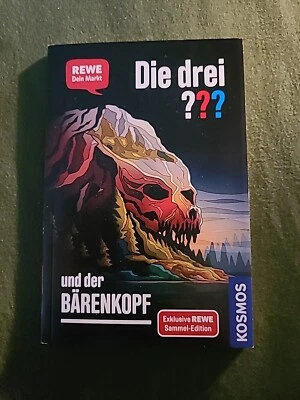 REWE
Dein Markt
Die drei
???
und der
BÄRENKOPF
Exklusive REWE
Sammel-Edition
KOSMOS